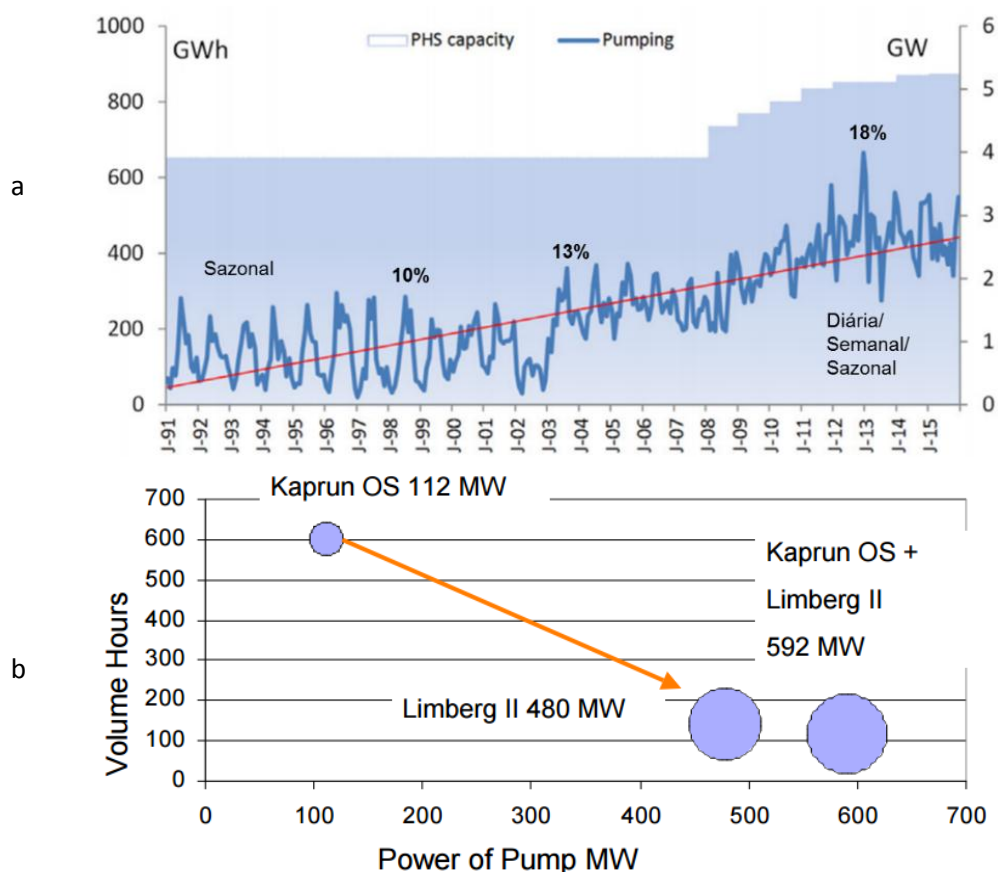 a
GWh
PHS capacity
Pumping
GW
1000
800
600
400
200
0
6
5
4
3
2
1
0
Sazonal
10%
13%
18%
Diária/
Semanal/
Sazonal
J-91
J-92
J-93
J-94
J-95
J-96
J-97
J-98
J-99
J-00
J-01
J-02
J-03
J-04
J-05
J-06
J-07
J-08
J-09
J-10
J-11
J-12
J-13
J-14
J-15
b
Kaprun OS 112 MW
Kaprun OS +
Limberg II
592 MW
Limberg II 480 MW
Volume Hours
700
600
500
400
300
200
100
0
0 100 200 300 400 500 600 700
Power of Pump MW